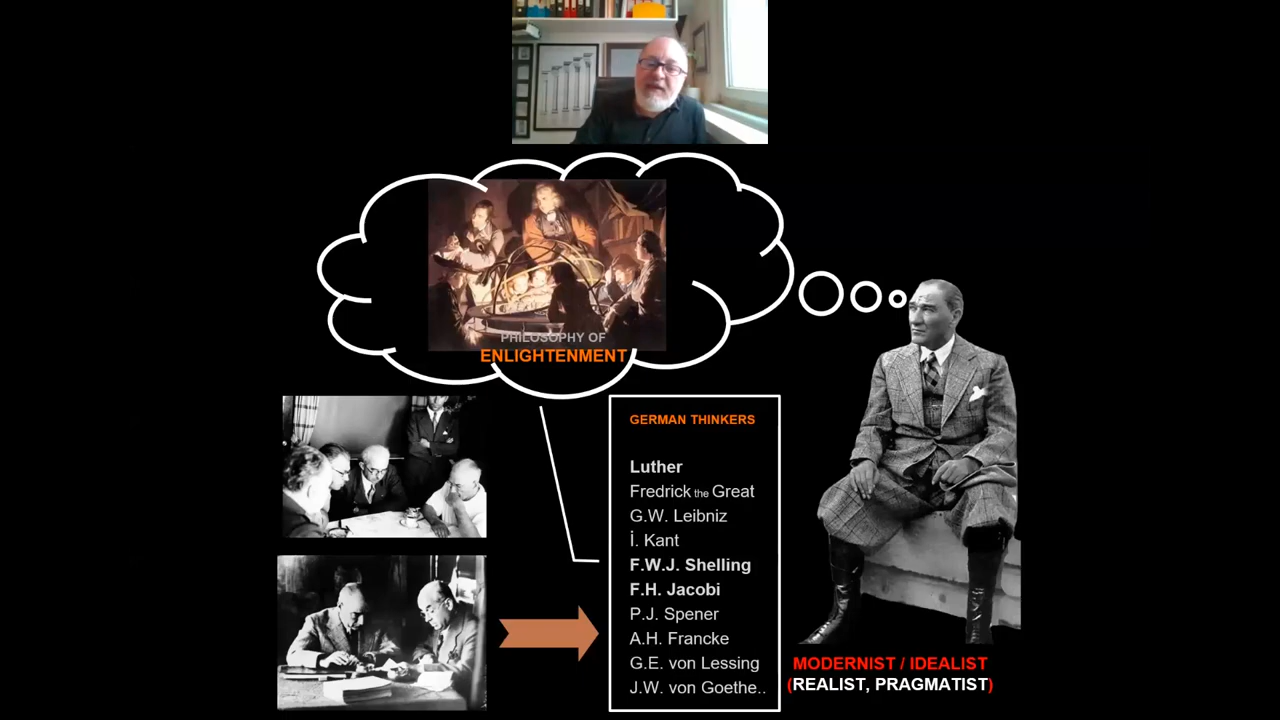 PHILOSOPHY OF
ENLIGHTENMENT
GERMAN THINKERS
Luther
Fredrick the Great
G.W. Leibniz
İ. Kant
F.W.J. Shelling
F.H. Jacobi
P.J. Spener
A.H. Francke
G.E. von Lessing
J.W. von Goethe..
MODERNIST / IDEALIST
(REALIST, PRAGMATIST)